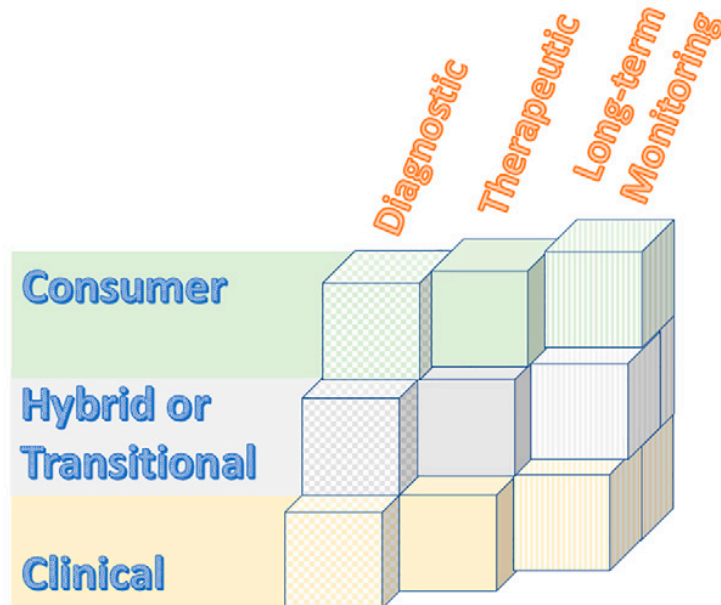 Diagnostic
Therapeutic
Long-term
Monitoring
Consumer
Hybrid or
Transitional
Clinical